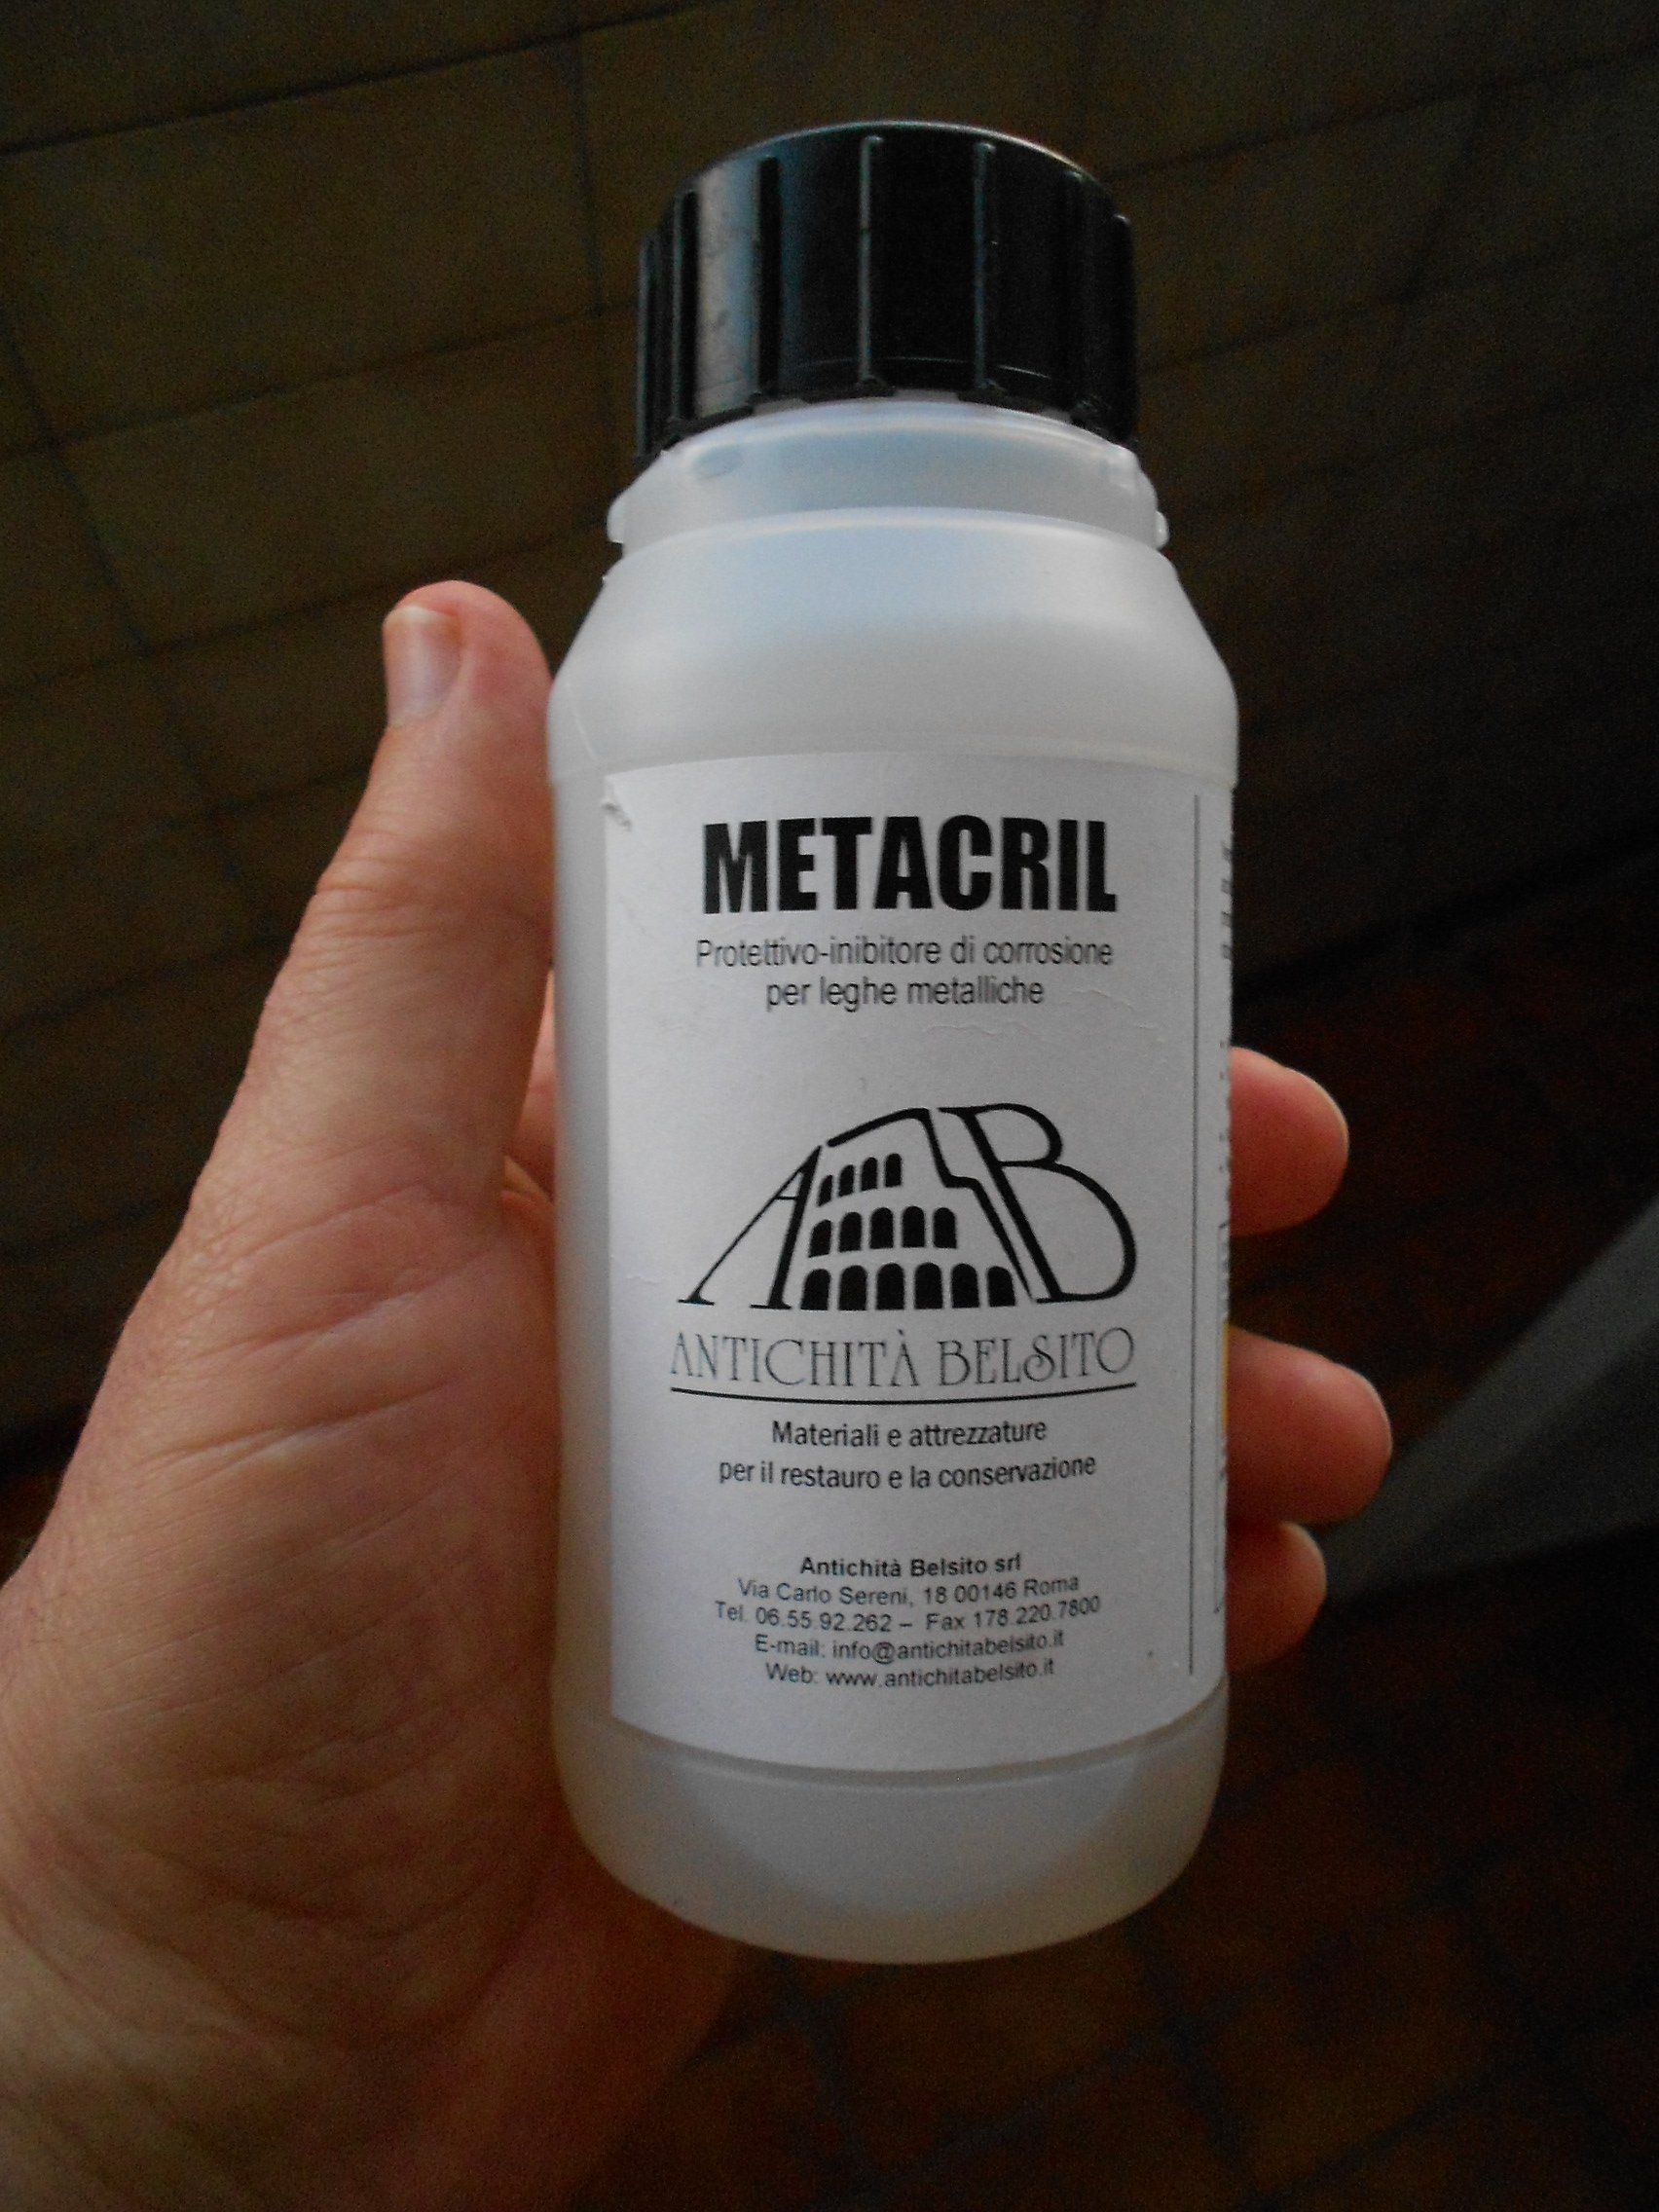 METACRIL
Protettivo-inibitore di corrosione
per leghe metalliche
AB
ANTICHITÀ BELSITO
Materiali e attrezzature
per il restauro e la conservazione
Antichità Belsito srl
Via Carlo Sereni, 18 00146 Roma
Tel. 06.55.92.262 – Fax 178.220.7800
E-mail: info@antichitabelsito.it
Web: www.antichitabelsito.it